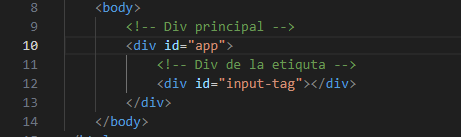 8 <body>
9 <!-- Div principal -->
10 <div id="app">
11 <!-- Div de la etiquta -->
12 <div id="input-tag"></div>
13 </div>
14 </body>